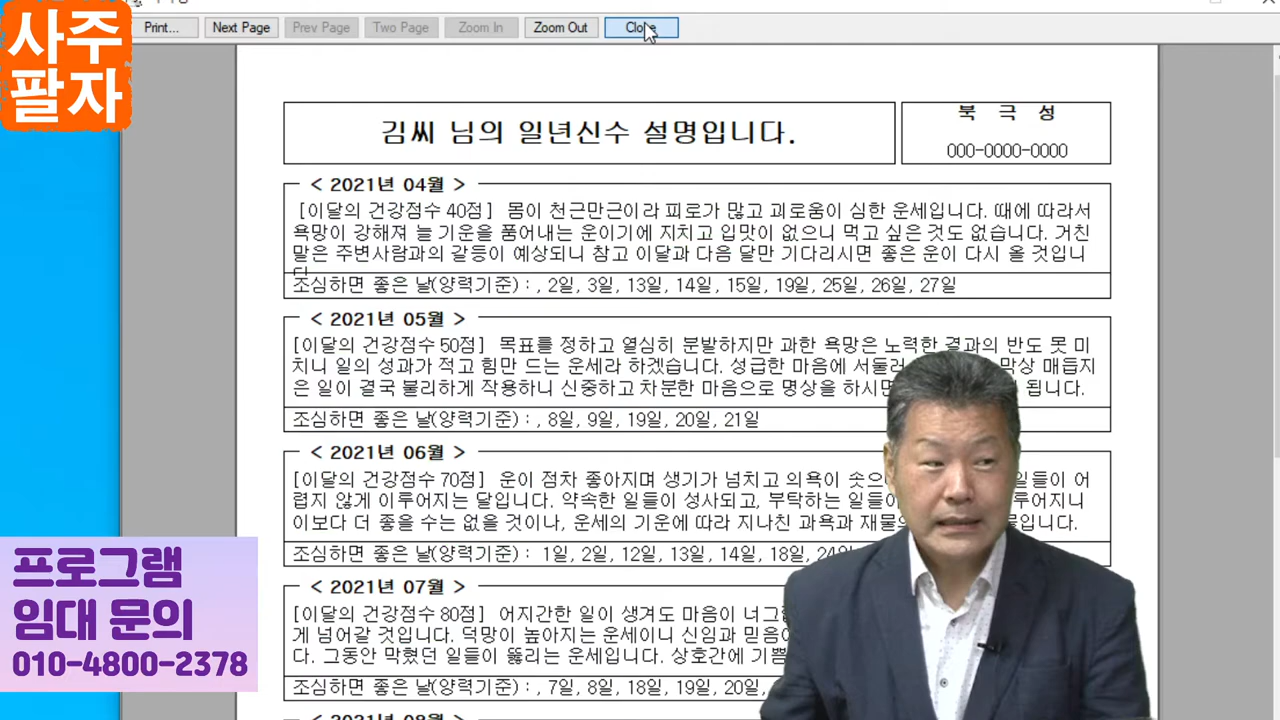 사주
팔자
Print...
Next Page
Prev Page
Two Page
Zoom In
Zoom Out
김씨 님의 일년신수 설명입니다.
북 극 성
000-0000-0000
< 2021년 04월 >
[이달의 건강점수 40점] 몸이 천근만근이라 피로가 많고 괴로움이 심한 운세입니다. 때에 따라서
욕망이 강해져 늘 기운을 품어내는 운이기에 지치고 입맛이 없으니 먹고 싶은 것도 없습니다. 거친
말은 주변사람과의 갈등이 예상되니 참고 이달과 다음 달만 기다리시면 좋은 운이 다시 올 것입니
조심하면 좋은 날(양력기준) : , 2일, 3일, 13일, 14일, 15일, 19일, 25일, 26일, 27일
< 2021년 05월 >
[이달의 건강점수 50점] 목표를 정하고 열심히 분발하지만 과한 욕망은 노력한 결과의 반도 못 미
치니 일의 성과가 적고 힘만 드는 운세라 하겠습니다. 성급한 마음에 서둘러 막상 매듭지
은 일이 결국 불리하게 작용하니 신중하고 차분한 마음으로 명상을 하시면 됩니다.
조심하면 좋은 날(양력기준) : , 8일, 9일, 19일, 20일, 21일
< 2021년 06월 >
[이달의 건강점수 70점] 운이 점차 좋아지며 생기가 넘치고 의욕이 솟으 일들이 어
렵지 않게 이루어지는 달입니다. 약속한 일들이 성사되고, 부탁하는 일들이 루어지니
이보다 더 좋을 수는 없을 것이나, 운세의 기운에 따라 지나친 과욕과 재물의 물입니다.
조심하면 좋은 날(양력기준) : 1일, 2일, 12일, 13일, 14일, 18일, 24일
< 2021년 07월 >
[이달의 건강점수 80점] 어지간한 일이 생겨도 마음이 너그
게 넘어갈 것입니다. 덕망이 높아지는 운세이니 신임과 믿음이
다. 그동안 막혔던 일들이 뚫리는 운세입니다. 상호간에 기쁨
조심하면 좋은 날(양력기준) : , 7일, 8일, 18일, 19일, 20일,
프로그램
임대 문의
010-4800-2378